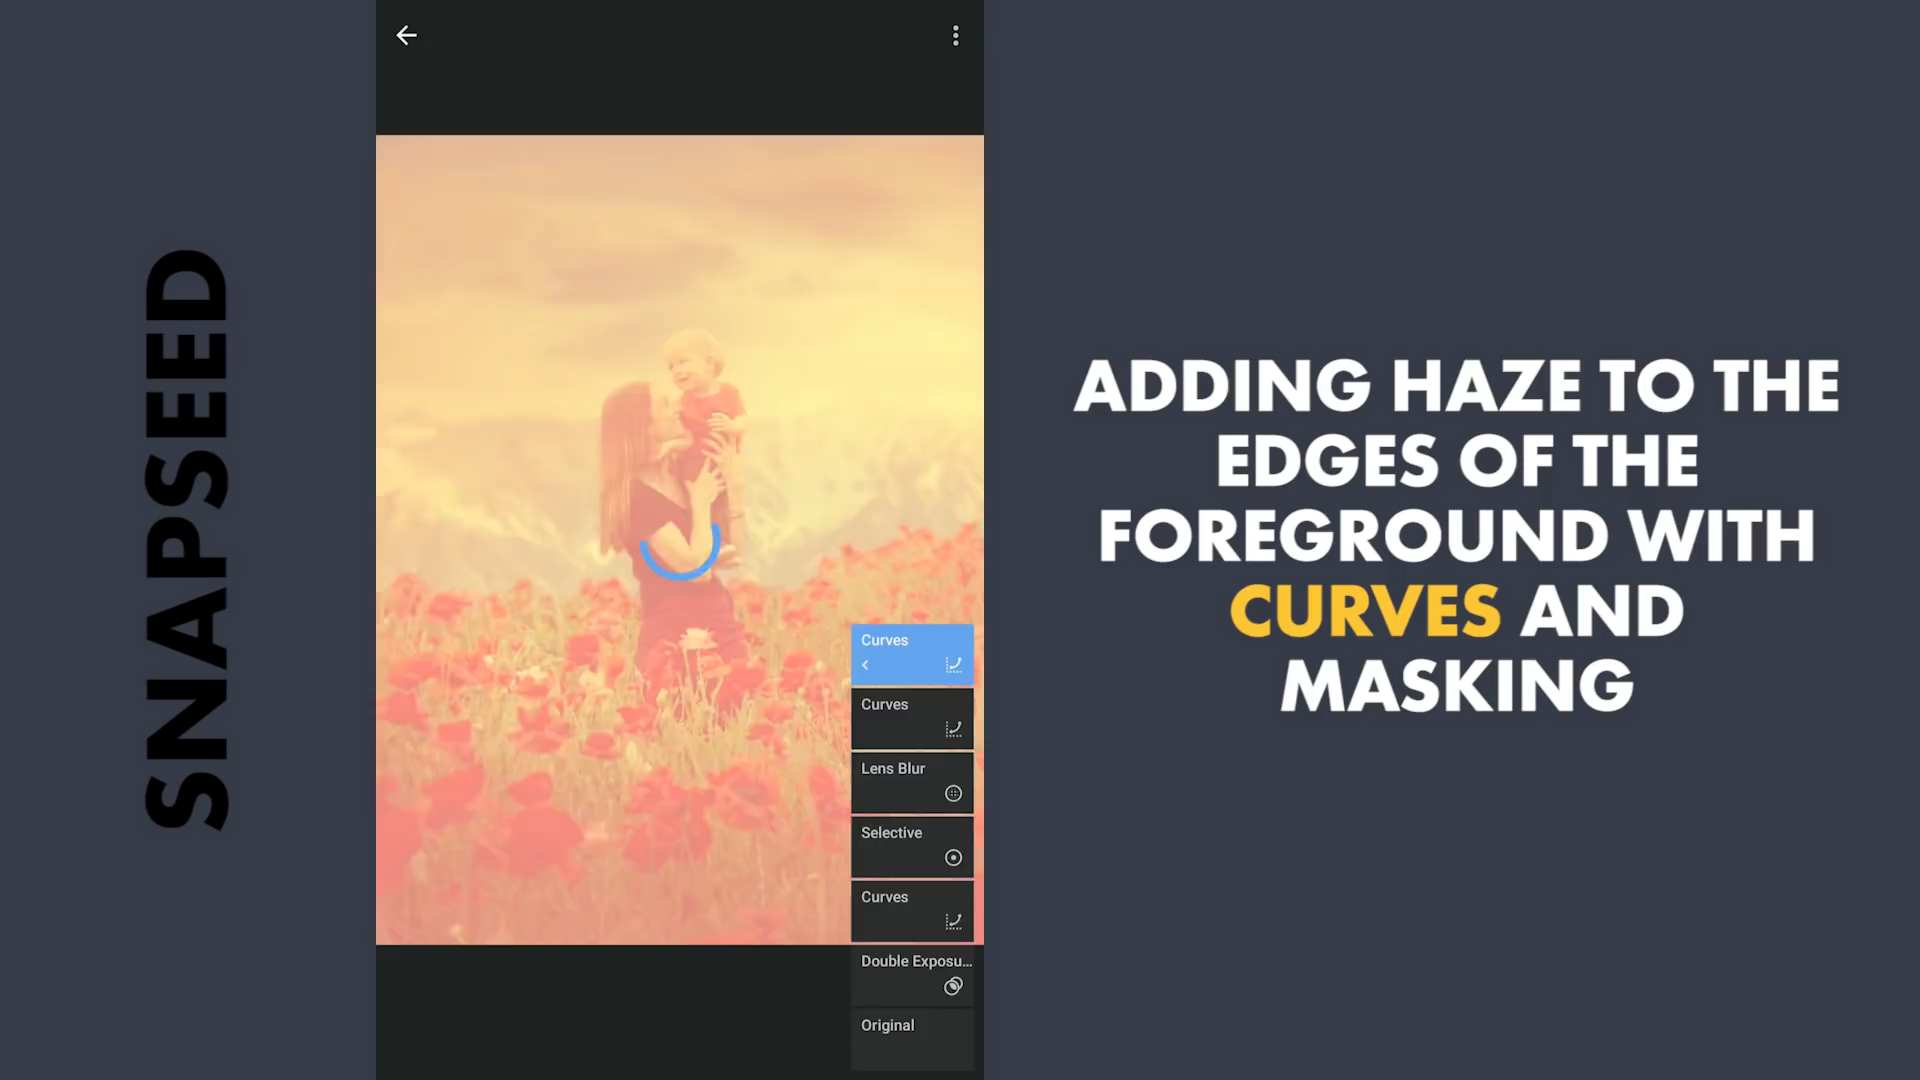 SNAPSEED
Curves
Curves
Lens Blur
Selective
Curves
Double Exposu...
Original
ADDING HAZE TO THE
EDGES OF THE
FOREGROUND WITH
CURVES AND
MASKING